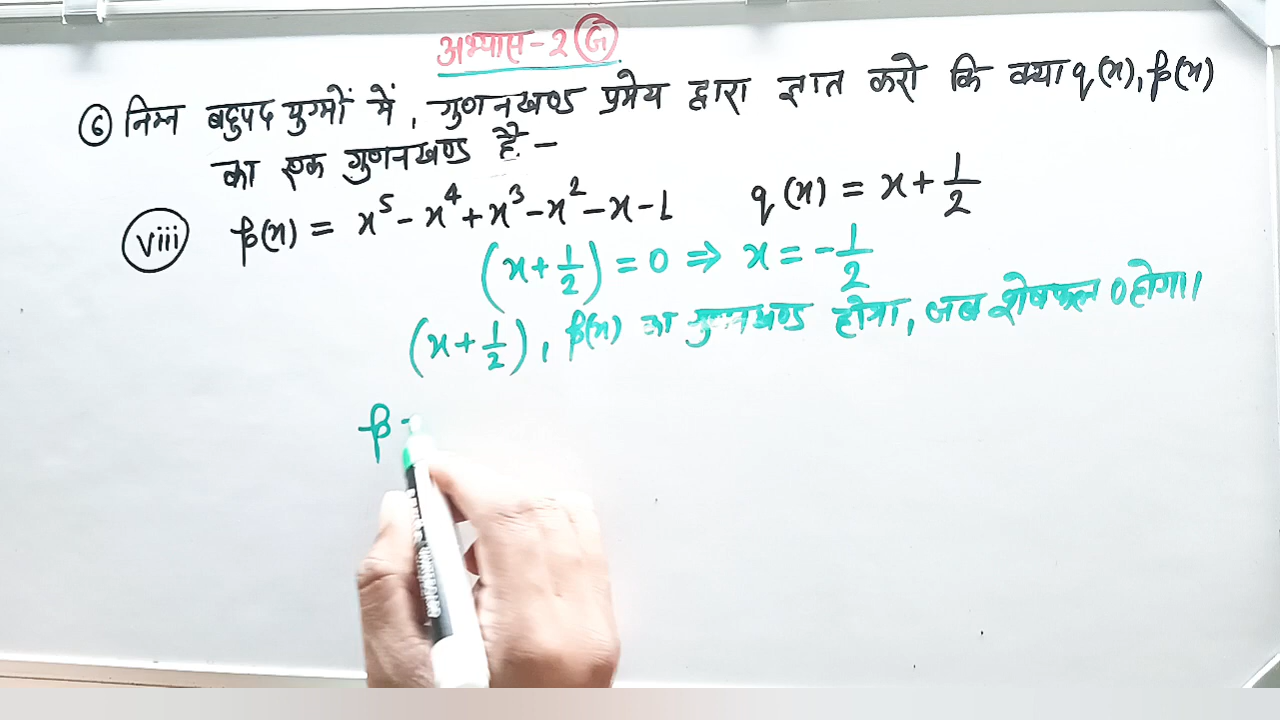 अभ्यास-2 G
6 निम्न बहुपद युग्मों में, गुणनखण्ड प्रमेय द्वारा ज्ञात करो कि क्या q(x), p(x)
का एक गुणनखण्ड है -
viii p(x) = x⁵ - x⁴ + x³ - x² - x - 1 q(x) = x + 1/2
(x + 1/2) = 0 ⇒ x = -1/2
(x + 1/2), p(x) का गुणनखण्ड होगा, जब शेषफल 0 होगा।
p